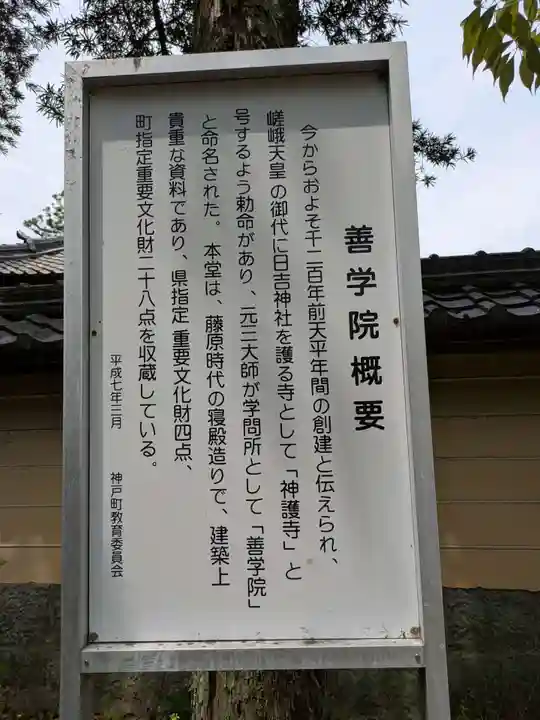 善学院概要
今からおよそ千二百年前天平年間の創建と伝えられ、
嵯峨天皇の御代に日吉神社を護る寺として「神護寺」と
号するよう勅命があり、元三大師が学問所として「善学院」
と命名された。本堂は、藤原時代の寝殿造りで、建築上
貴重な資料であり、県指定重要文化財四点、
町指定重要文化財二十八点を収蔵している。
平成七年三月　神戸町教育委員会